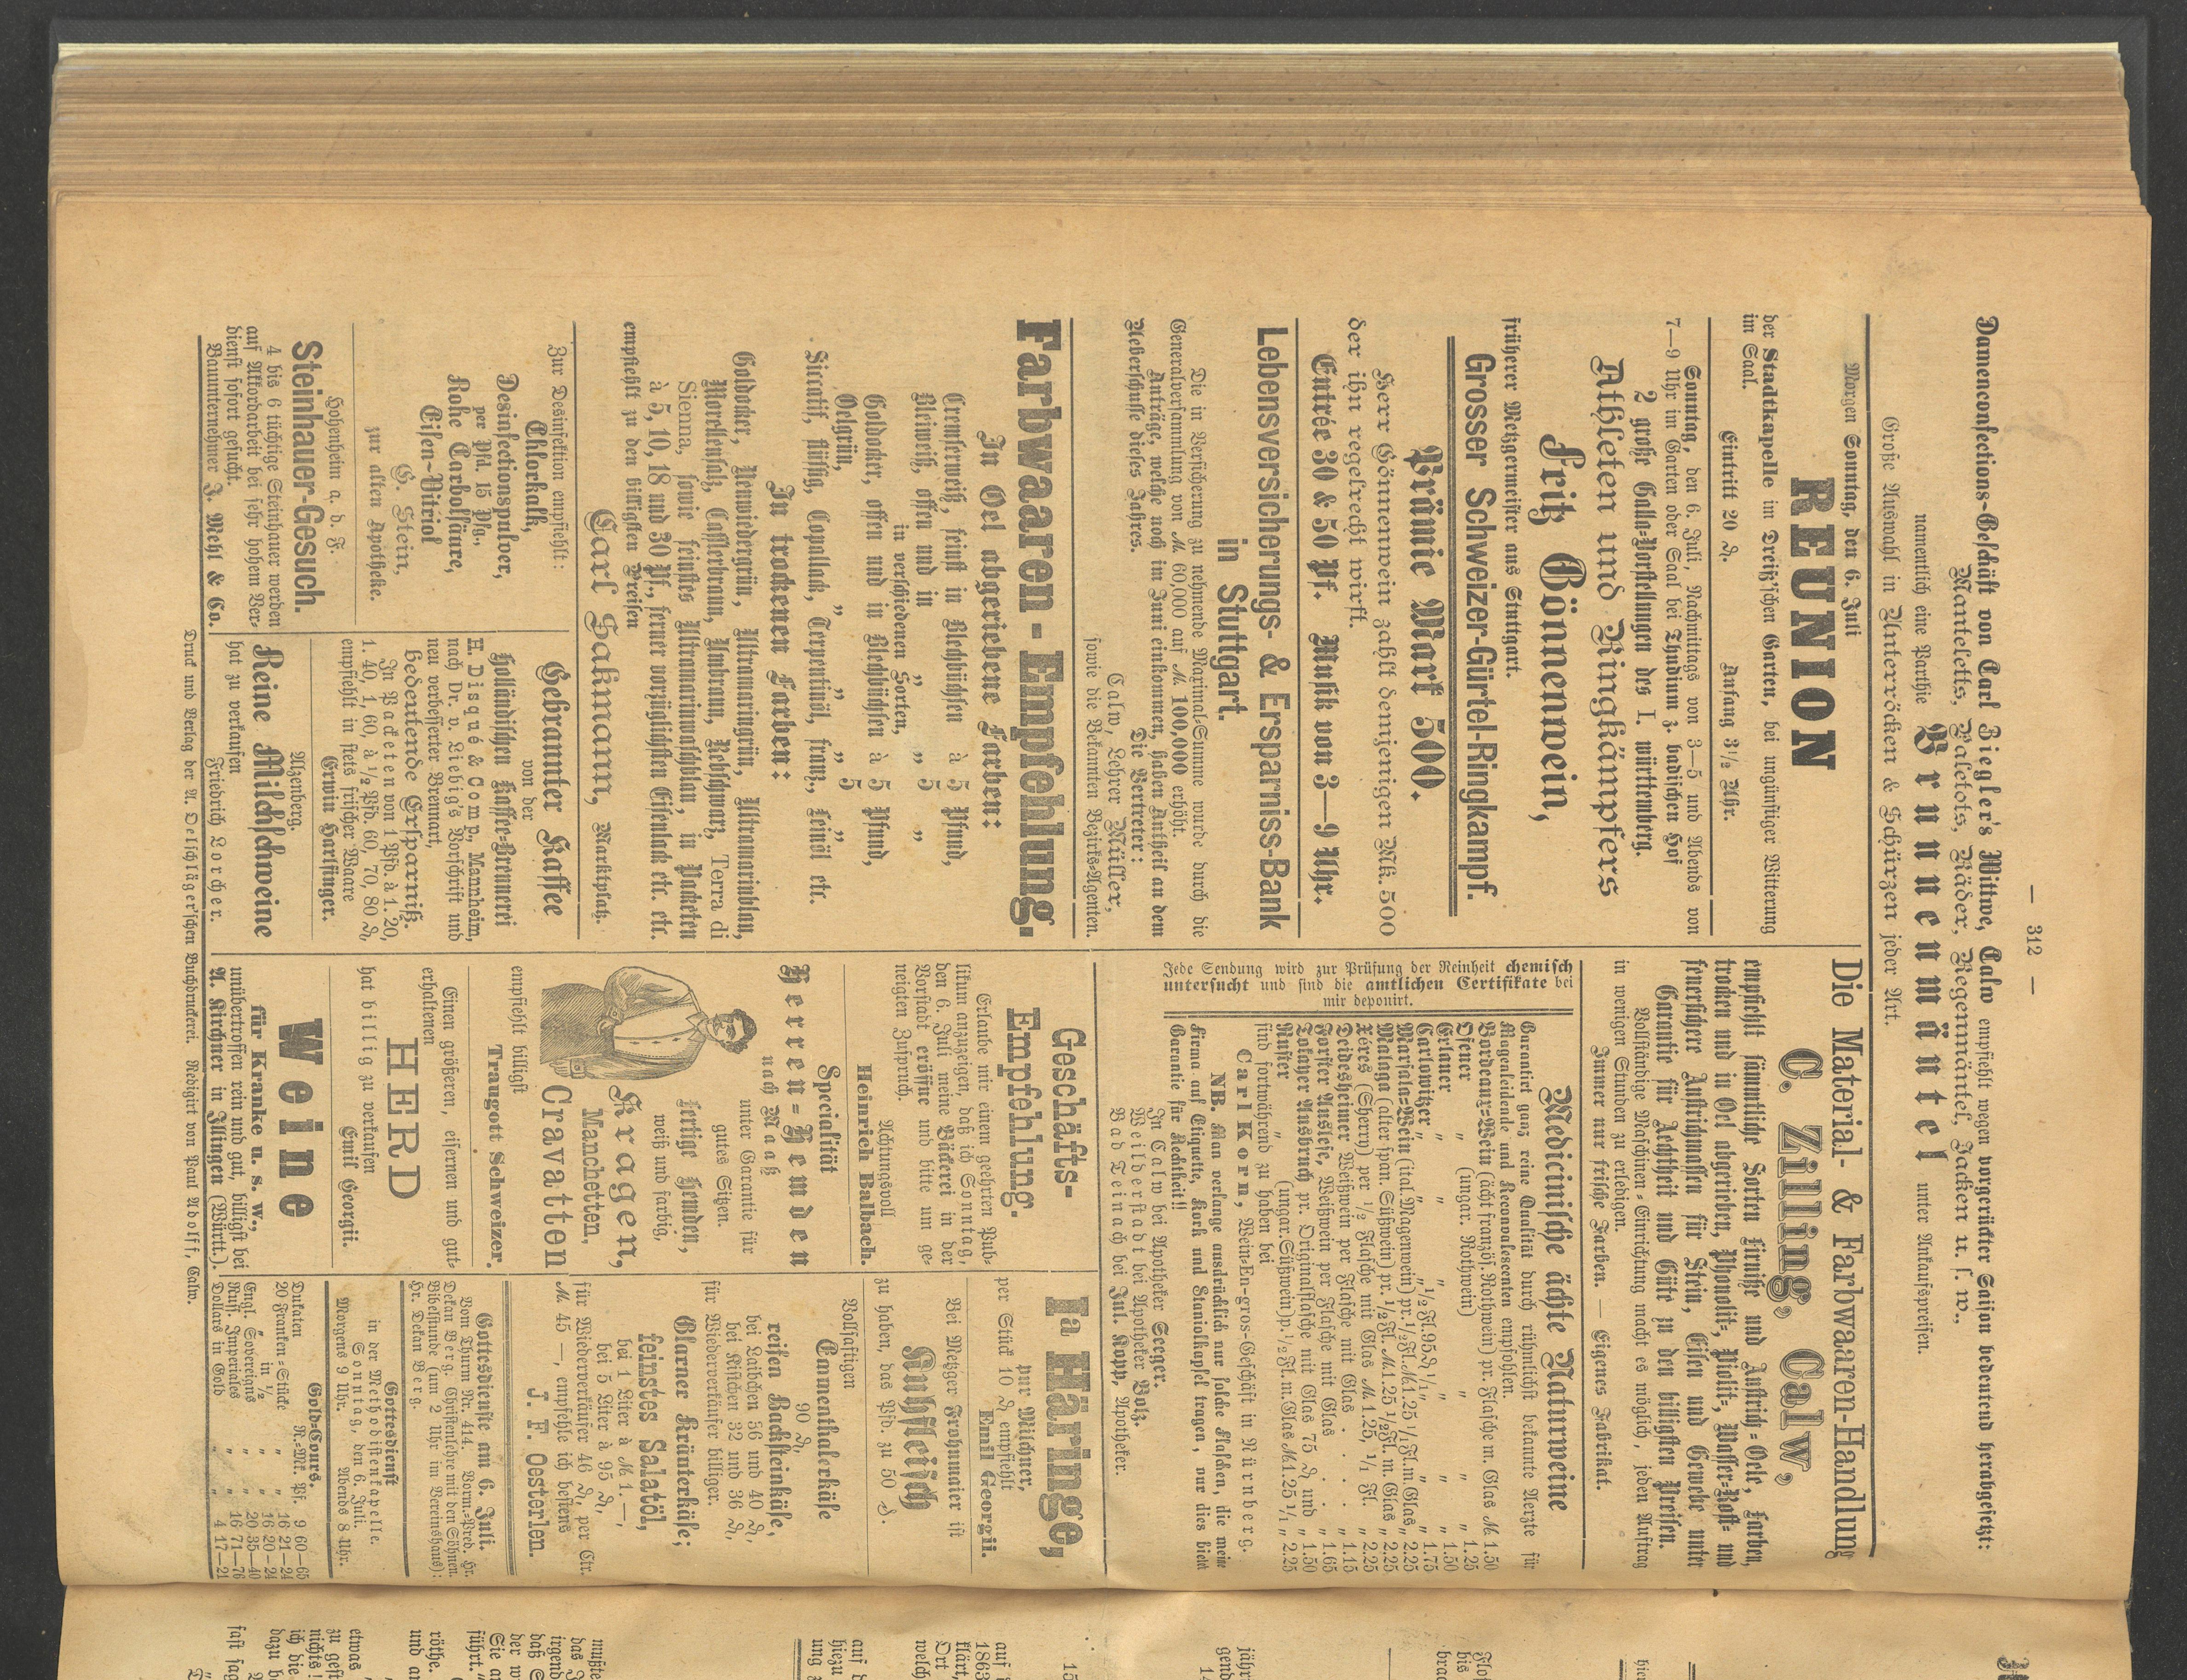 — 312 —
Damenconfections-Geschäft von Carl Ziegler's Wittwe, Calw empfiehlt wegen vorgerückter Saison bedeutend herabgesetzt:
Mantelets, Paletots, Räder, Regenmäntel, Jacken u. s. w.,
namentlich eine Parthie Brunnenmäntel unter Ankaufspreisen.
Große Auswahl in Unterröcken & Schürzen jeder Art.
Morgen Sonntag, den 6. Juli
REUNION
der Stadtkapelle im Dreiß'schen Garten, bei ungünstiger Witterung
im Saal.
Eintritt 20 ₰. Anfang 3½ Uhr.
Sonntag, den 6. Juli, Nachmittags von 3—5 und Abends von
7—9 Uhr im Garten oder Saal bei Thudium z. badischen Hof
2 große Galla-Vorstellungen des I. württemberg.
Athleten und Ringkämpfers
Fritz Bönnenwein,
früherer Metzgermeister aus Stuttgart.
Grosser Schweizer-Gürtel-Ringkampf.
Prämie Mark 500.
Herr Bönnenwein zahlt demjenigen Mk. 500
der ihn regelrecht wirft.
Entrée 30 & 50 Pf. Musik von 3—9 Uhr.
Lebensversicherungs- & Ersparniss-Bank
in Stuttgart.
Die in Versicherung zu nehmende Maximal-Summe wurde durch die
Generalversammlung von M. 60,000 auf M. 100,000 erhöht.
Anträge, welche noch im Juni einkommen, haben Antheil an dem
Ueberschusse dieses Jahres. Die Vertreter:
Calw, Lehrer Müller,
sowie die bekannten Bezirks-Agenten.
Farbwaaren-Empfehlung.
In Oel abgeriebene Farben:
Cremserweiß, feinst in Blechbüchsen à 5 Pfund,
Bleiweiß, offen und in „ „ 5 „
in verschiedenen Sorten,
Goldocker, offen und in Blechbüchsen à 5 Pfund,
Oelgrün, „ „ „ 5 „
Siccatif, flüssig, Copallack, Terpentinöl, franz., Leinöl etc.
In trockenen Farben:
Goldocker, Neuwiedergrün, Ultramaringrün, Ultramarinblau,
Morellensalz, Casslerbraun, Umbraun, Rebschwarz, Terra di
Sienna, sowie feinstes Ultramarinwaschblau, in Packeten
à 5, 10, 18 und 30 Pf., ferner vorzüglichsten Eisenlack etc. etc.
empfiehlt zu den billigsten Preisen
Carl Sakmann, Marktplatz.
Zur Desinfektion empfiehlt:
Chlorkalk,
Desinfectionspulver,
per Pfd. 15 Pfg.,
Rohe Carbolsäure,
Eisen-Vitriol
G. Stein,
zur alten Apotheke.
Hohenheim a. d. F.
Steinhauer-Gesuch.
4 bis 6 tüchtige Steinhauer werden
auf Akkordarbeit bei sehr hohem Ver-
dienst sofort gesucht.
Bauunternehmer J. Mehl & Co.
Gebrannter Kaffee
von der
Holländischen Kaffee-Brennerei
H. Disqué & Comp., Mannheim,
nach Dr. v. Liebig's Vorschrift und
neu verbesserter Brennart,
bedeutende Ersparniß.
In Packeten von 1 Pfd. à 1. 20,
1. 40, 1, 60, à ½ Pfd. 60, 70, 80 ₰,
empfiehlt in stets frischer Waare
Erwin Harlfinger.
Alzenberg.
Reine Milchschweine
hat zu verkaufen
Friedrich Lorcher.
Die Material- & Farbwaaren-Handlung
C. Zilling, Calw,
empfiehlt sämmtliche Sorten Firniße und Anstrich-Oele, Farben,
trocken und in Oel abgerieben, Phonolit-, Piolit-, Wasser-Rost- und
feuersichere Anstrichmassen für Stein, Eisen und Gewebe unter
Garantie für Aechtheit und Güte zu den billigsten Preisen.
Vollständige Maschinen-Einrichtung macht es möglich, jeden Auftrag
in wenigen Stunden zu erledigen.
Immer nur frische Farben. — Eigenes Fabrikat.
Jede Sendung wird zur Prüfung der Reinheit chemisch
untersucht und sind die amtlichen Certifikate bei
mir deponirt.
Medicinische ächte Naturweine
Garantirt ganz reine Qualität durch rühmlichst bekannte Aerzte für
Magenleidende und Reconvalescenten empfohlen.
Bordeaux-Wein (ächt französ. Rothwein) pr. Flasche m. Glas M. 1.50
Ofener „ (ungar. Rothwein) „ „ „ 1.25
Erlauer „ „ „ „ „ 1.50
Carlowitzer „ „ „ ½ Fl. 95 ₰ 1/1 „ „ „ 1.75
Marsala-Wein (ital. Magenwein) pr. ½ Fl. M. 1.25 1/1 Fl. m. Glas „ 2.25
Malaga (alter span. Süßwein) pr. ½ Fl. M. 1.25 1/1 Fl. m. Glas „ 2.25
Xéres (Sherry) per ½ Flasche mit Glas M. 1.25, 1/1 Fl. „ „ 2.25
Deidesheimer Weißwein per Flasche mit Glas . . „ 1.15
Forster Auslese, Weißwein per Flasche mit Glas . . „ 1.65
Tokayer Ausbruch pr. Originalflasche mit Glas 75 ₰ und „ 1.50
Ruster „ (ungar. Süßwein) p. ½ Fl. m. Glas M. 1.25 1/1 „ 2.25
sind fortwährend zu haben bei
Carl Korn, Wein-En-gros-Geschäft in Nürnberg.
NB. Man verlange ausdrücklich nur solche Flaschen, die meine
Firma auf Etiquette, Kork und Staniolkapsel tragen, nur dies bietet
Garantie für Aechtheit!!
In Calw bei Apotheker Seeger.
Weilderstadt bei Apotheker Bolz.
Bad Teinach bei Jul. Kopp, Apotheker.
Geschäfts-
Empfehlung.
Erlaube mir einem geehrten Pub-
likum anzuzeigen, daß ich Sonntag,
den 6. Juli meine Bäckerei in der
Vorstadt eröffne und bitte um ge-
neigten Zuspruch.
Achtungsvoll
Heinrich Balbach.
Specialität
Herren-Hemden
nach Maaß
unter Garantie für
gutes Sitzen.
fertige Hemden,
weiß und farbig,
Kragen,
Mancheten,
Cravatten
empfiehlt billigst
Traugott Schweizer.
Einen größeren, eisernen und gut-
erhaltenen
HERD
hat billig zu verkaufen
Emil Georgii.
Weine
für Kranke u. s. w.,
unübertroffen rein und gut, billigst bei
A. Kirchner in Illingen (Württ.).
Ia Häringe,
nur Milchner,
per Stück 10 ₰ empfiehlt
Emil Georgii.
Bei Metzger Frohnmaier ist
Kuhfleisch
zu haben, das Pfd. zu 50 ₰.
Vollsaftigen
Emmenthalerkäse
90 ₰,
reifen Backsteinkäse,
bei Laibchen 36 und 40 ₰,
bei Kistchen 32 und 36 ₰,
für Wiederverkäufer billiger.
Glarner Kräuterkäse;
feinstes Salatöl,
bei 1 Liter à M. 1. —,
bei 5 Liter à 95 ₰,
für Wiederverkäufer 46 ₰, per Ctr.
M. 45 —, empfehle ich bestens
J. F. Oesterlen.
Gottesdienste am 6. Juli.
Vom Thurm Nr. 414. Vorm.-Pred. Hr.
Dekan Berg. Christenlehre mit den Söhnen.
Bibelstunde (um 2 Uhr im Vereinshaus):
Hr. Dekan Berg.
Gottesdienst
in der Methodistenkapelle.
Sonntag, den 6. Juli.
Morgens 9 Uhr. Abends 8 Uhr.
Gold-Cours.
R.-Mk. Pf.
Dukaten 9 60—65
20 Franken-Stücke „ „ 16 21—24
„ in ½ „ „ 16 20—24
Engl. Sovereigns „ „ 20 35—40
Russ. Imperiales „ „ 16 71—76
Dollars in Gold „ „ 4 17—21
Druck und Verlag der A. Oelschläger'schen Buchdruckerei. Redigirt von Paul Adolff, Calw.